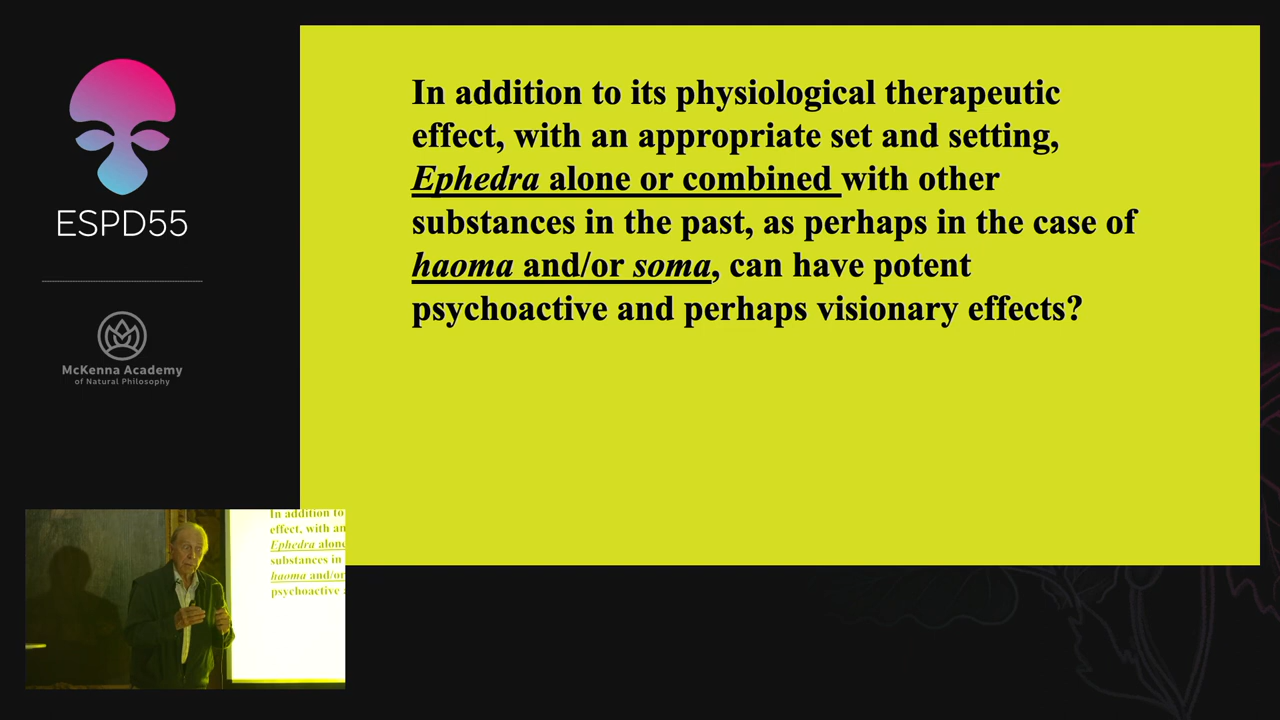 ESPD55
McKenna Academy
of Natural Philosophy
In addition to its physiological therapeutic
effect, with an appropriate set and setting,
Ephedra alone or combined with other
substances in the past, as perhaps in the case of
haoma and/or soma, can have potent
psychoactive and perhaps visionary effects?
In addition to
effect, with an
Ephedra alone
substances in
haoma and/or
psychoactive a